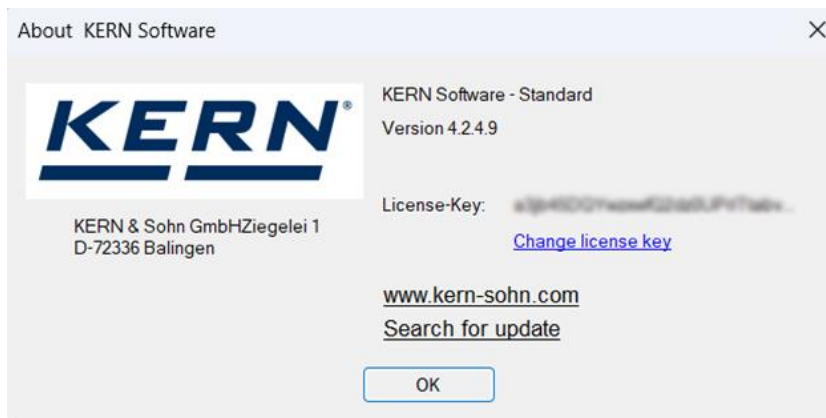 About KERN Software
KERN®
KERN Software - Standard
Version 4.2.4.9
License-Key:
Change license key
KERN & Sohn GmbHZiegelei 1
D-72336 Balingen
www.kern-sohn.com
Search for update
OK